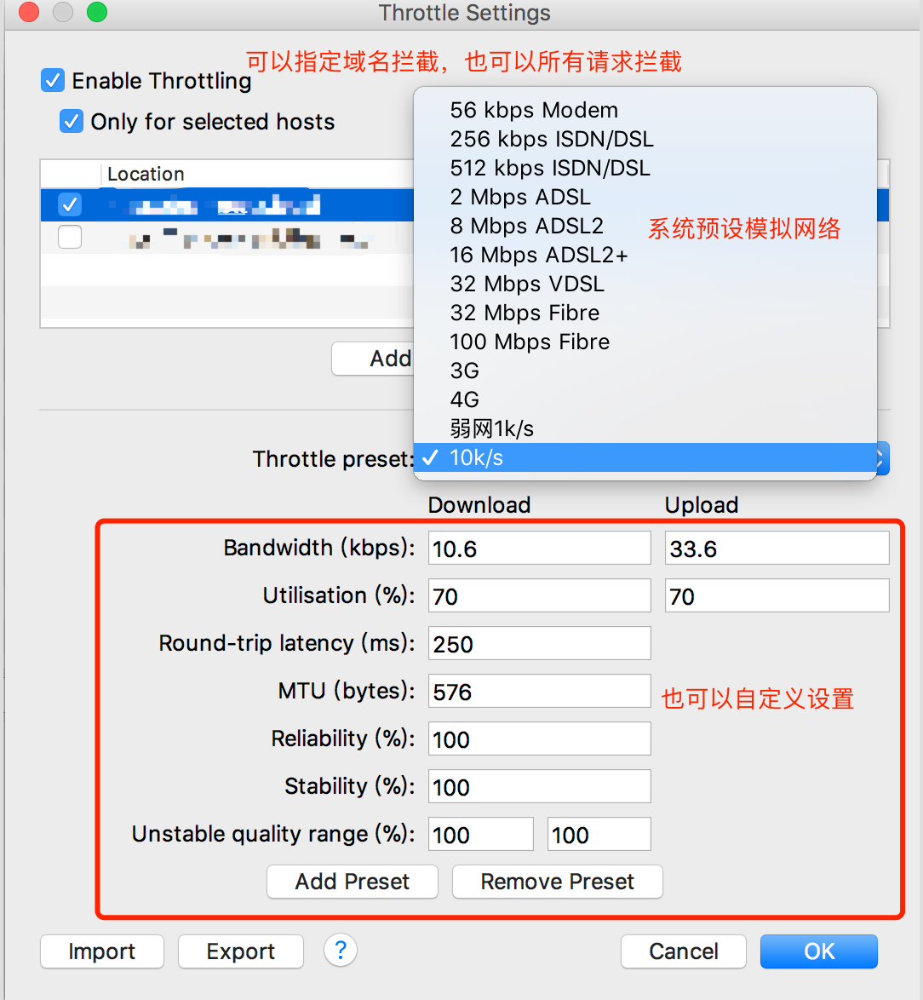 Throttle Settings
可以指定域名拦截，也可以所有请求拦截
Enable Throttling
Only for selected hosts
Location
Add
56 kbps Modem
256 kbps ISDN/DSL
512 kbps ISDN/DSL
2 Mbps ADSL
8 Mbps ADSL2
系统预设模拟网络
16 Mbps ADSL2+
32 Mbps VDSL
32 Mbps Fibre
100 Mbps Fibre
3G
4G
弱网1k/s
Throttle preset: 10k/s
Download Upload
Bandwidth (kbps): 10.6 33.6
Utilisation (%): 70 70
Round-trip latency (ms): 250
MTU (bytes): 576
也可以自定义设置
Reliability (%): 100
Stability (%): 100
Unstable quality range (%): 100 100
Add Preset Remove Preset
Import Export ? Cancel OK